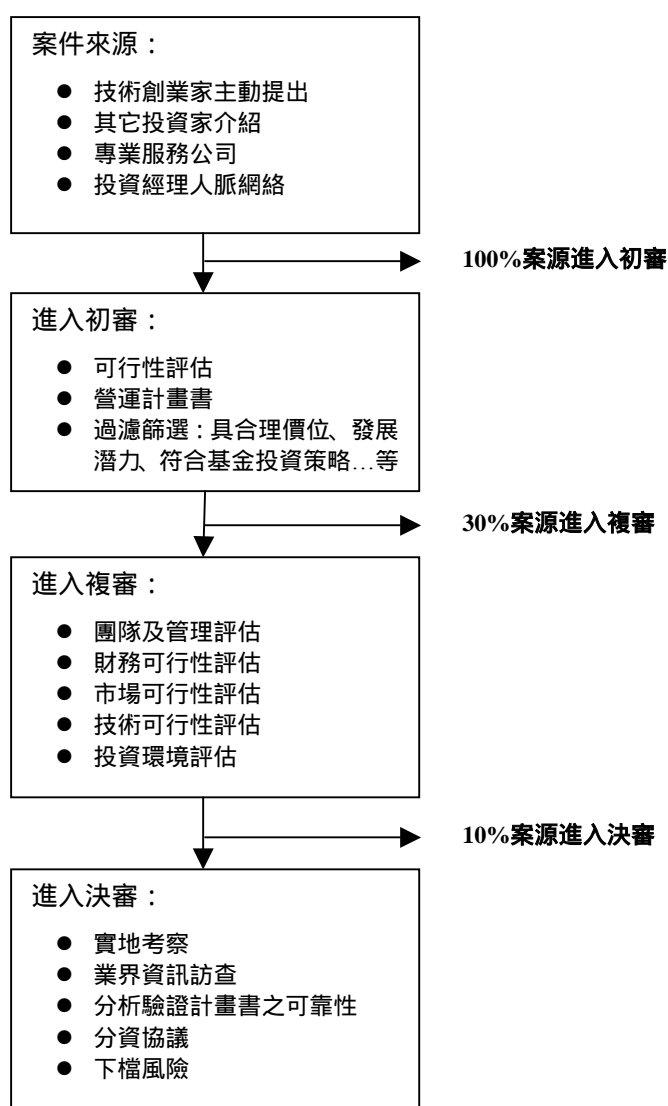 案件來源：
● 技術創業家主動提出
● 其它投資家介紹
● 專業服務公司
● 投資經理人脈網絡
100%案源進入初審
進入初審：
● 可行性評估
● 營運計畫書
● 過濾篩選：具合理價位、發展
潛力、符合基金投資策略…等
30%案源進入複審
進入複審：
● 團隊及管理評估
● 財務可行性評估
● 市場可行性評估
● 技術可行性評估
● 投資環境評估
10%案源進入決審
進入決審：
● 實地考察
● 業界資訊訪查
● 分析驗證計畫書之可靠性
● 分資協議
● 下檔風險